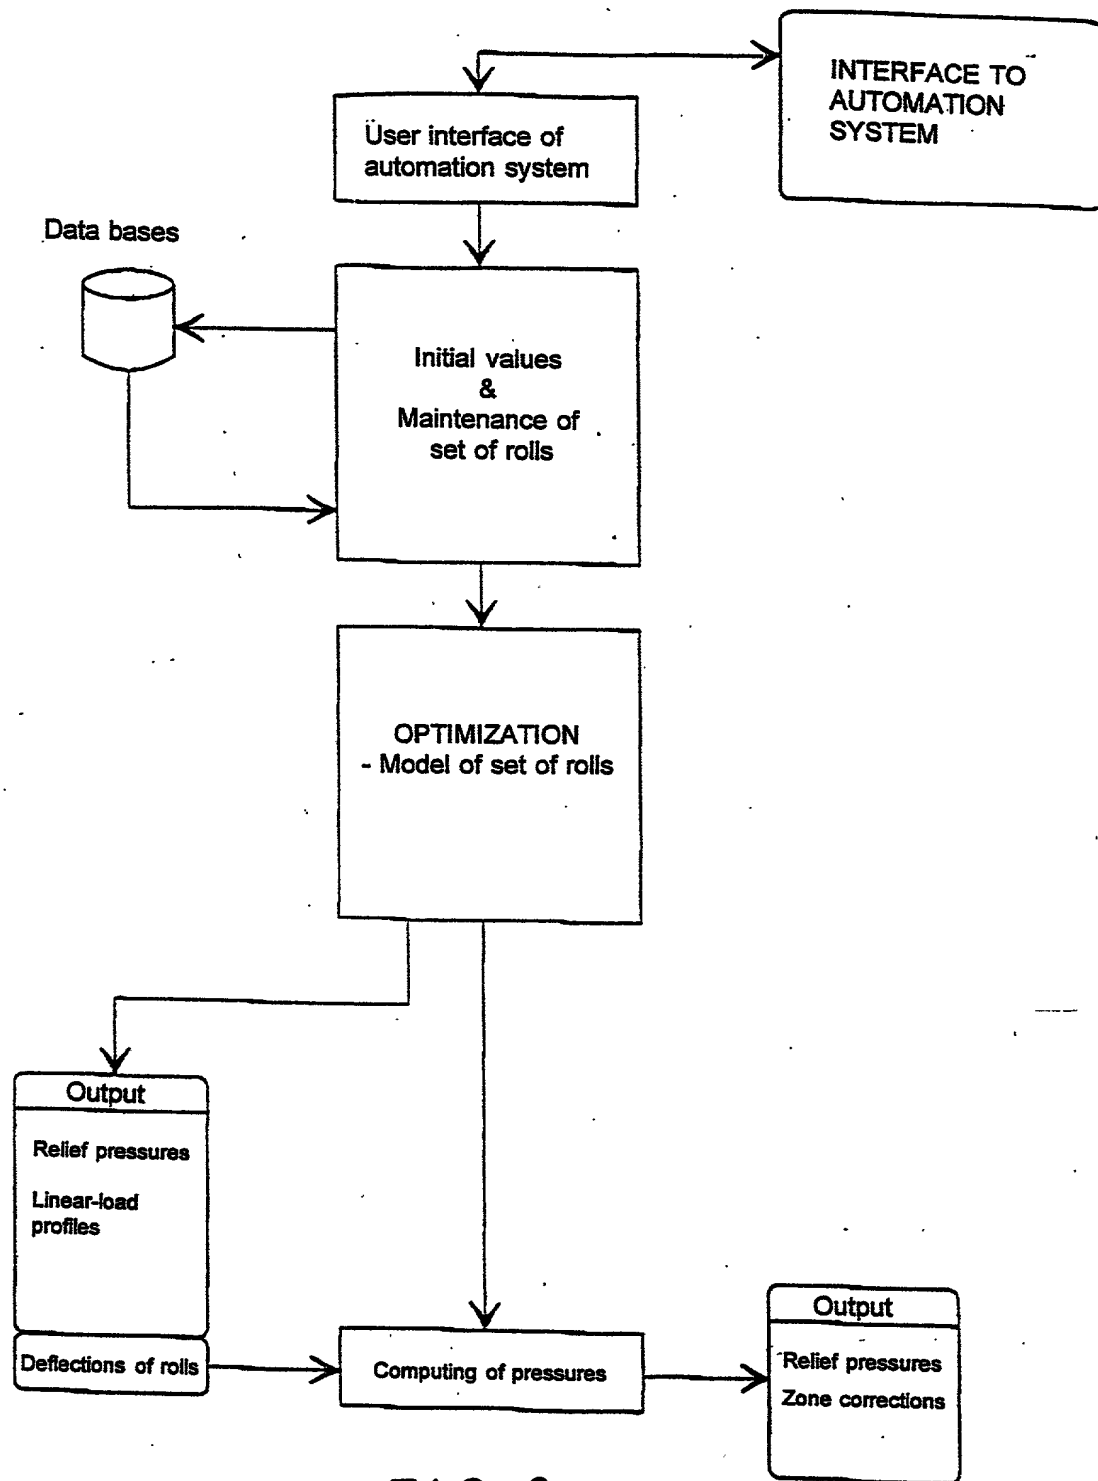 INTERFACE TO
AUTOMATION
SYSTEM
User interface of
automation system
Data bases
Initial values
&
Maintenance of
set of rolls
OPTIMIZATION
- Model of set of rolls
Output
Relief pressures
Linear-load
profiles
Deflections of rolls
Computing of pressures
Output
Relief pressures
Zone corrections